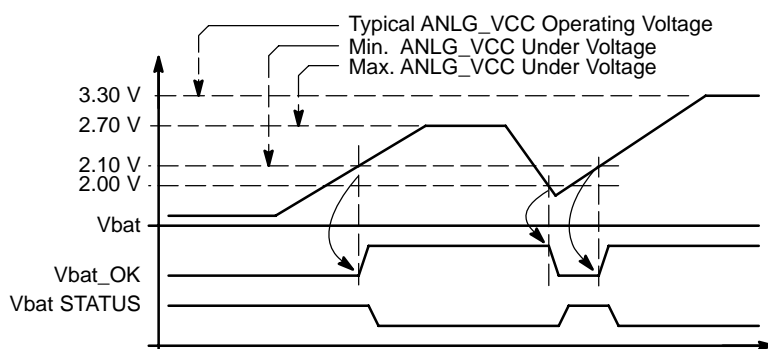 Typical ANLG_VCC Operating Voltage
Min. ANLG_VCC Under Voltage
Max. ANLG_VCC Under Voltage
3.30 V
2.70 V
2.10 V
2.00 V
Vbat
Vbat_OK
Vbat STATUS